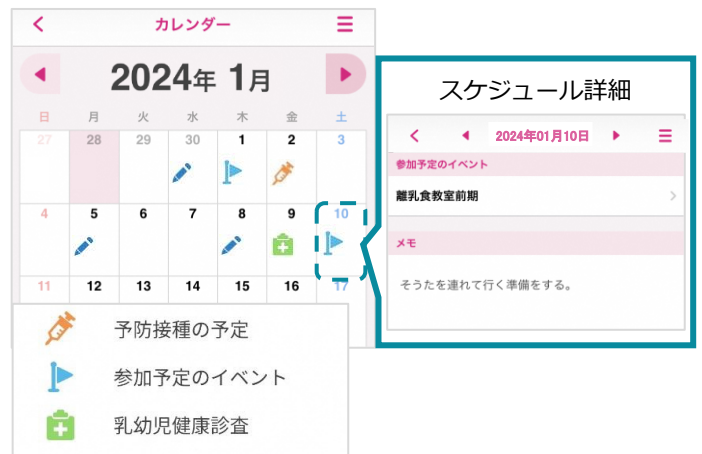 カレンダー
2024年 1月
日 月 火 水 木 金 土
27 28 29 30 1 2 3
4 5 6 7 8 9 10
11 12 13 14 15 16 17
予防接種の予定
参加予定のイベント
乳幼児健康診査
スケジュール詳細
2024年01月10日
参加予定のイベント
離乳食教室前期
メモ
そうたを連れて行く準備をする。